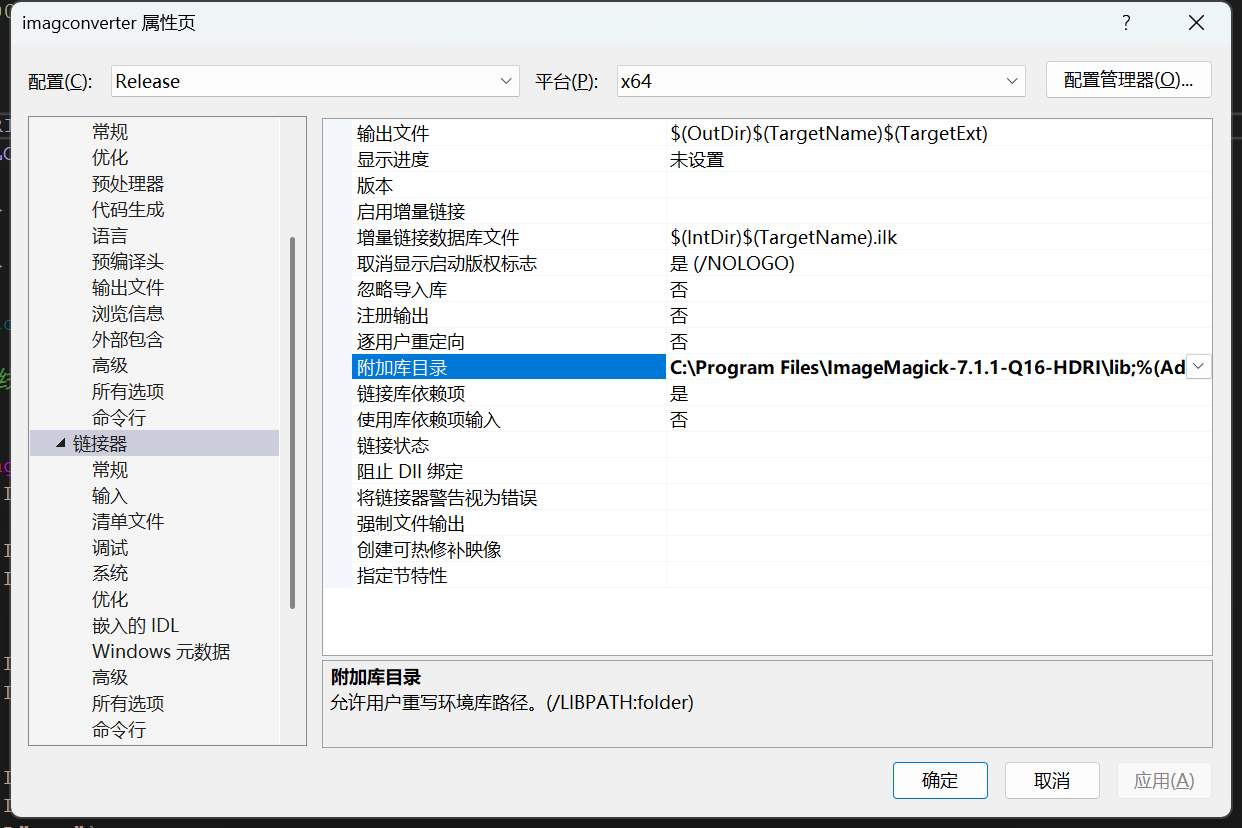 imagconverter 属性页
?
配置(C):
Release
平台(P):
x64
配置管理器(O)...
常规
优化
预处理器
代码生成
语言
预编译头
输出文件
浏览信息
外部包含
高级
所有选项
命令行
链接器
常规
输入
清单文件
调试
系统
优化
嵌入的 IDL
Windows 元数据
高级
所有选项
命令行
输出文件 $(OutDir)$(TargetName)$(TargetExt)
显示进度 未设置
版本
启用增量链接
增量链接数据库文件 $(IntDir)$(TargetName).ilk
取消显示启动版权标志 是 (/NOLOGO)
忽略导入库 否
注册输出 否
逐用户重定向 否
附加库目录 C:\Program Files\ImageMagick-7.1.1-Q16-HDRI\lib;%(Ad
链接库依赖项 是
使用库依赖项输入 否
链接状态
阻止 Dll 绑定
将链接器警告视为错误
强制文件输出
创建可热修补映像
指定节特性
附加库目录
允许用户重写环境库路径。(/LIBPATH:folder)
确定
取消
应用(A)